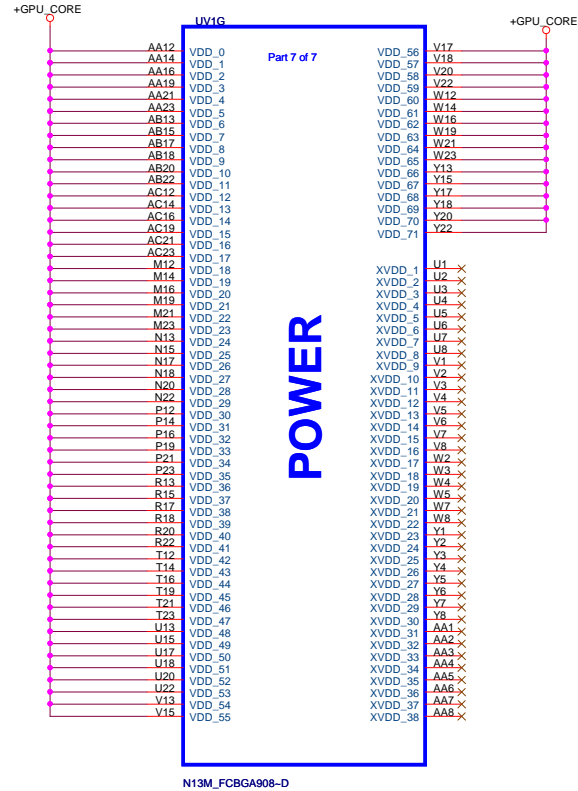 +GPU_CORE
UV1G
+GPU_CORE
Part 7 of 7
AA12 VDD_0
AA14 VDD_1
AA16 VDD_2
AA19 VDD_3
AA21 VDD_4
AA23 VDD_5
AB13 VDD_6
AB15 VDD_7
AB17 VDD_8
AB18 VDD_9
AB20 VDD_10
AB22 VDD_11
AC12 VDD_12
AC14 VDD_13
AC16 VDD_14
AC19 VDD_15
AC21 VDD_16
AC23 VDD_17
M12 VDD_18
M14 VDD_19
M16 VDD_20
M19 VDD_21
M21 VDD_22
M23 VDD_23
N13 VDD_24
N15 VDD_25
N17 VDD_26
N18 VDD_27
N20 VDD_28
N22 VDD_29
P12 VDD_30
P14 VDD_31
P16 VDD_32
P19 VDD_33
P21 VDD_34
P23 VDD_35
R13 VDD_36
R15 VDD_37
R17 VDD_38
R18 VDD_39
R20 VDD_40
R22 VDD_41
T12 VDD_42
T14 VDD_43
T16 VDD_44
T19 VDD_45
T21 VDD_46
T23 VDD_47
U13 VDD_48
U15 VDD_49
U17 VDD_50
U18 VDD_51
U20 VDD_52
U22 VDD_53
V13 VDD_54
V15 VDD_55
POWER
VDD_56 V17
VDD_57 V18
VDD_58 V20
VDD_59 V22
VDD_60 W12
VDD_61 W14
VDD_62 W16
VDD_63 W19
VDD_64 W21
VDD_65 W23
VDD_66 Y13
VDD_67 Y15
VDD_68 Y17
VDD_69 Y18
VDD_70 Y20
VDD_71 Y22
XVDD_1 U1
XVDD_2 U2
XVDD_3 U3
XVDD_4 U4
XVDD_5 U5
XVDD_6 U6
XVDD_7 U7
XVDD_8 U8
XVDD_9 V1
XVDD_10 V2
XVDD_11 V3
XVDD_12 V4
XVDD_13 V5
XVDD_14 V6
XVDD_15 V7
XVDD_16 V8
XVDD_17 W2
XVDD_18 W3
XVDD_19 W4
XVDD_20 W5
XVDD_21 W7
XVDD_22 W8
XVDD_23 Y1
XVDD_24 Y2
XVDD_25 Y3
XVDD_26 Y4
XVDD_27 Y5
XVDD_28 Y6
XVDD_29 Y7
XVDD_30 Y8
XVDD_31 AA1
XVDD_32 AA2
XVDD_33 AA3
XVDD_34 AA4
XVDD_35 AA5
XVDD_36 AA6
XVDD_37 AA7
XVDD_38 AA8
N13M_FCBGA908~D